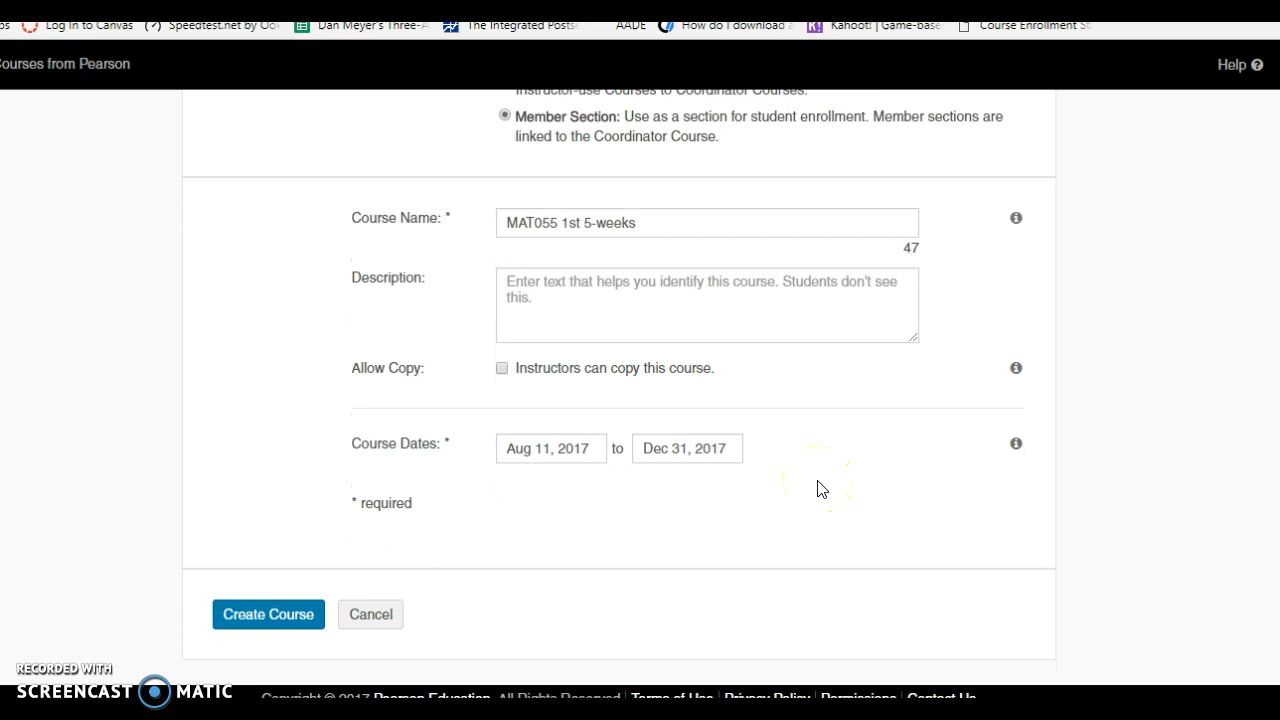 os Log In to Canvas Speedtest.net by Ook Dan Meyer's Three-A The Integrated Posts AADE How do I download a Kahoot! | Game-base Course Enrollment St
Courses from Pearson Help
Instructor-use Courses to Coordinator Courses.
Member Section: Use as a section for student enrollment. Member sections are
linked to the Coordinator Course.
Course Name: * MAT055 1st 5-weeks
47
Description: Enter text that helps you identify this course. Students don't see
this.
Allow Copy: Instructors can copy this course.
Course Dates: * Aug 11, 2017 to Dec 31, 2017
* required
Create Course Cancel
RECORDED WITH
SCREENCAST MATIC
Copyright © 2017 Pearson Education. All Rights Reserved | Terms of Use | Privacy Policy | Permissions | Contact Us